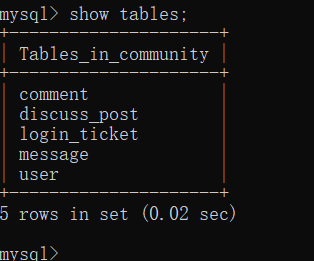 mysql> show tables;
+---------------------+
| Tables_in_community |
+---------------------+
| comment             |
| discuss_post        |
| login_ticket        |
| message             |
| user                |
+---------------------+
5 rows in set (0.02 sec)
mysql>